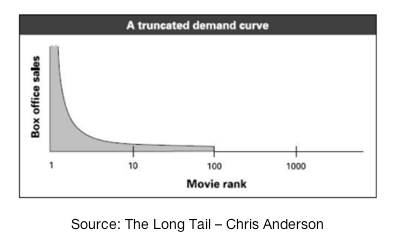 A truncated demand curve
Box office sales
1
10
100
1000
Movie rank
Source: The Long Tail – Chris Anderson